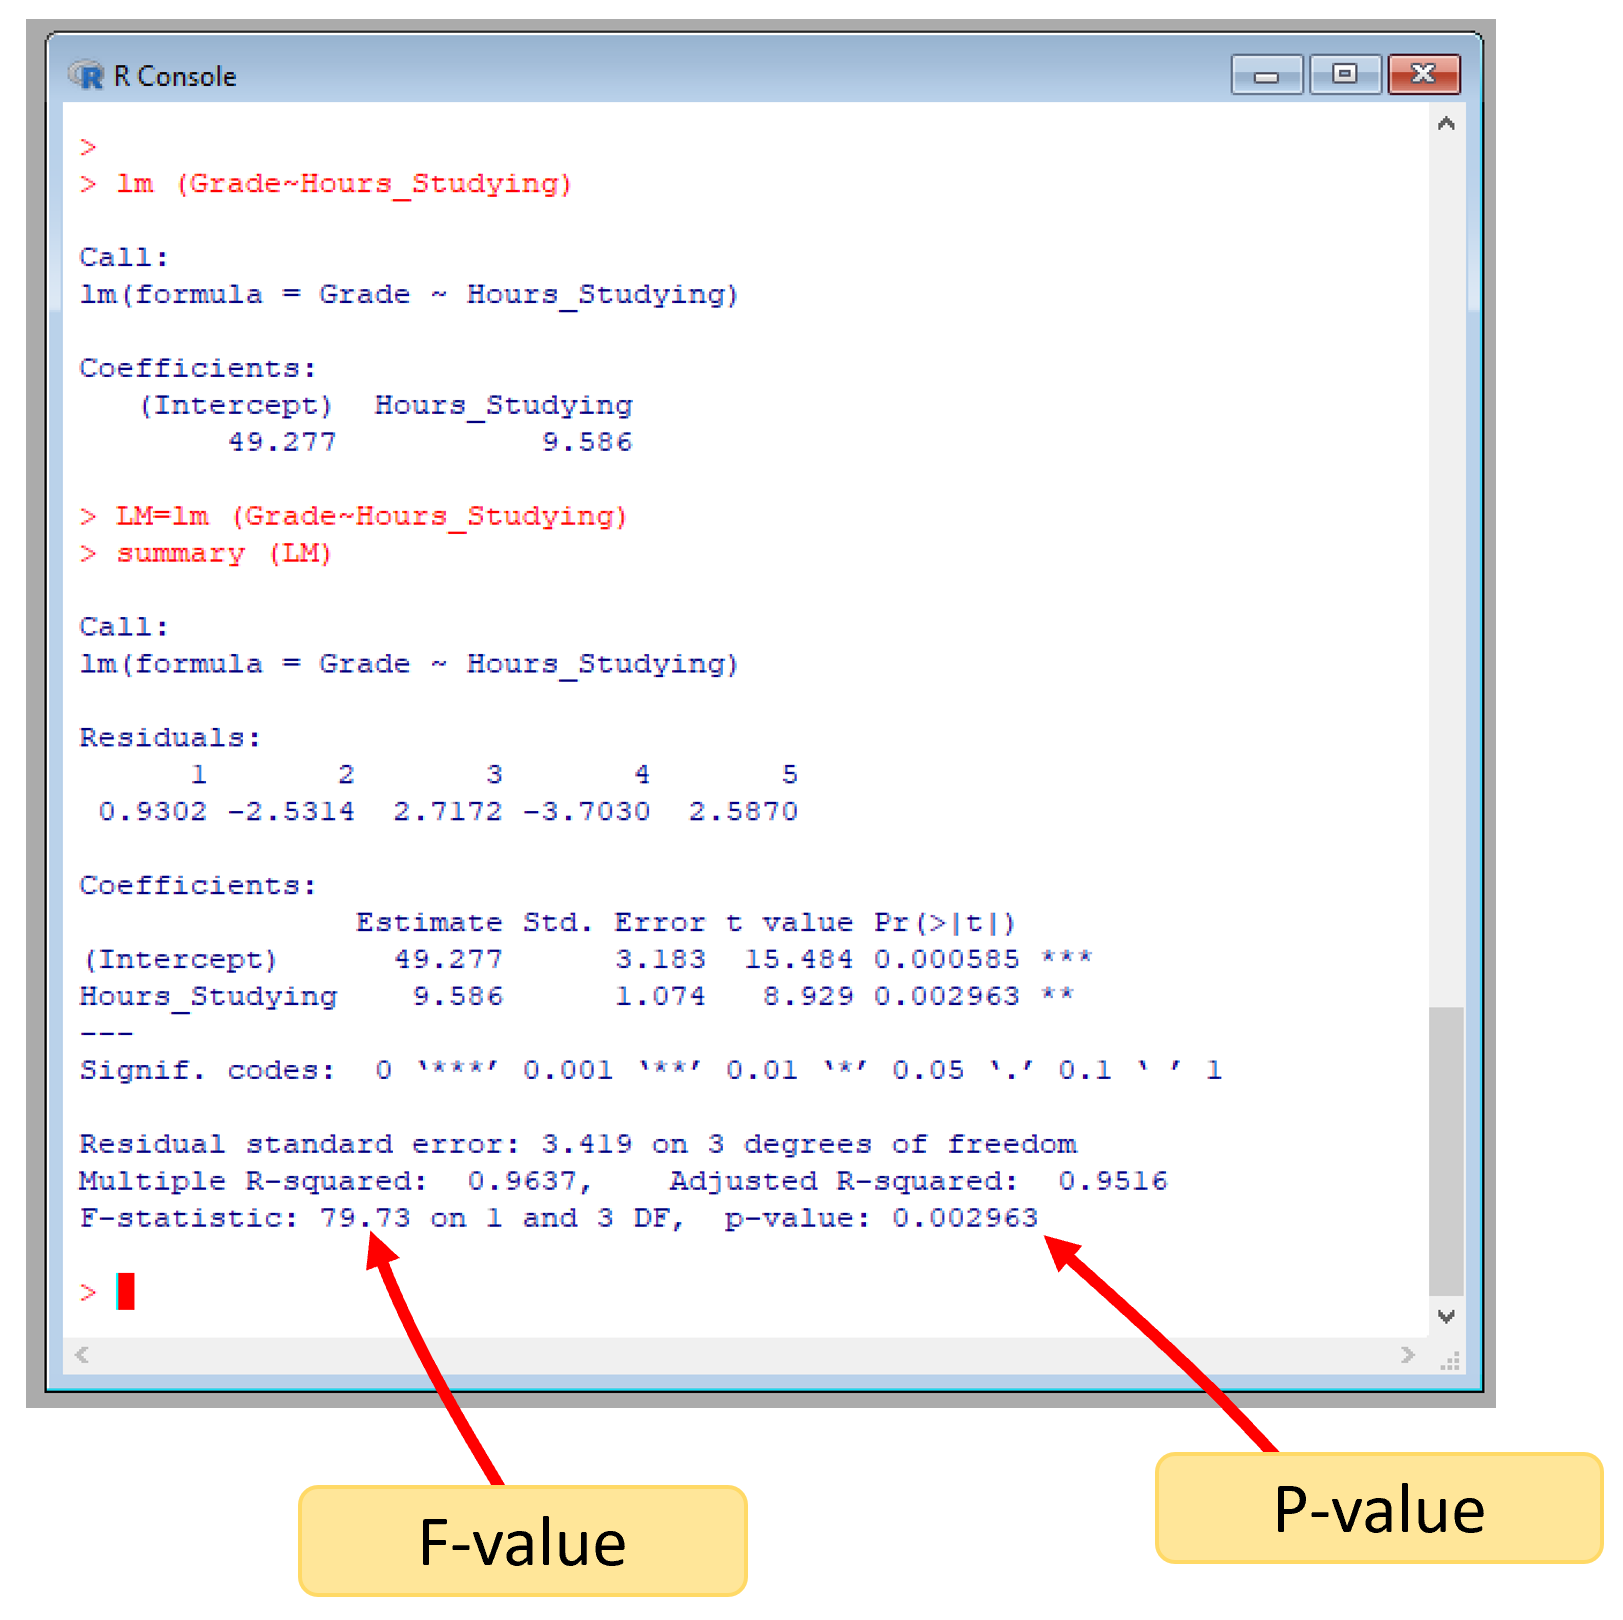 R Console
>
> lm (Grade~Hours_Studying)
Call:
lm(formula = Grade ~ Hours_Studying)
Coefficients:
(Intercept)  Hours_Studying
49.277           9.586
> LM=lm (Grade~Hours_Studying)
> summary (LM)
Call:
lm(formula = Grade ~ Hours_Studying)
Residuals:
1       2       3       4       5
0.9302 -2.5314  2.7172 -3.7030  2.5870
Coefficients:
Estimate Std. Error t value Pr(>|t|)
(Intercept)      49.277      3.183  15.484 0.000585 ***
Hours_Studying    9.586      1.074   8.929 0.002963 **
---
Signif. codes:  0 ‘***’ 0.001 ‘**’ 0.01 ‘*’ 0.05 ‘.’ 0.1 ‘ ’ 1
Residual standard error: 3.419 on 3 degrees of freedom
Multiple R-squared:  0.9637,    Adjusted R-squared:  0.9516
F-statistic: 79.73 on 1 and 3 DF,  p-value: 0.002963
>
P-value
F-value